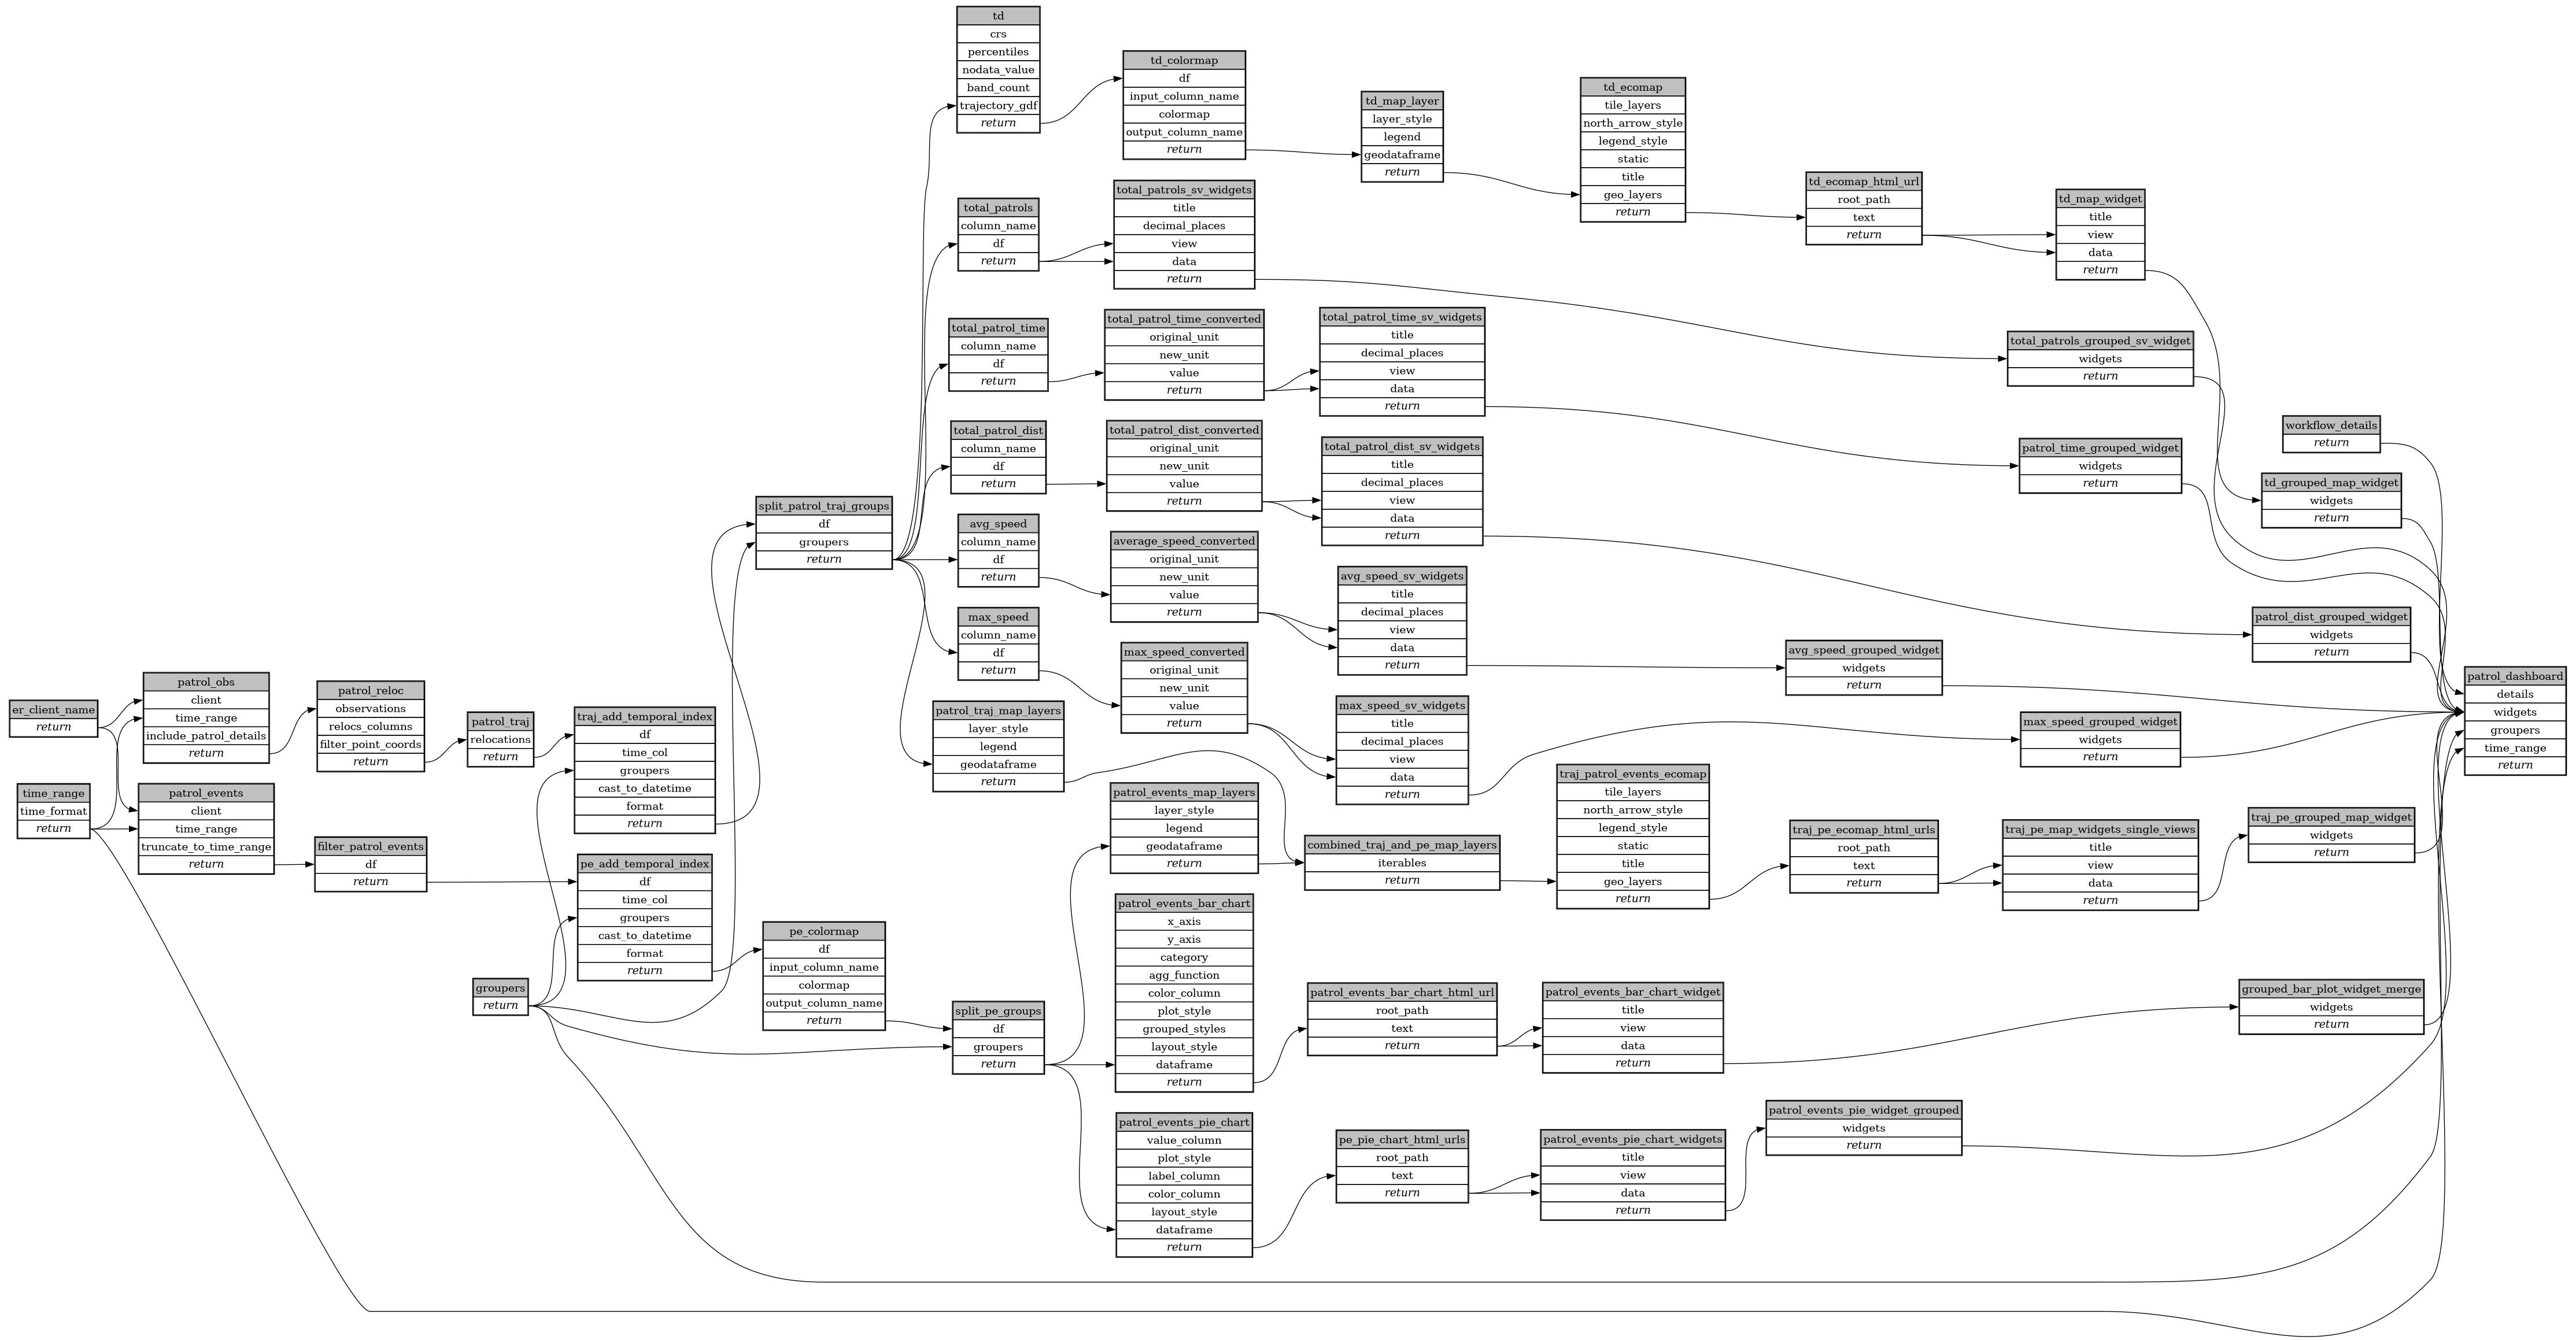 td
crs
percentiles
nodata_value
band_count
trajectory_gdf
return
td_colormap
df
input_column_name
colormap
output_column_name
return
td_map_layer
layer_style
legend
geodataframe
return
td_ecomap
tile_layers
north_arrow_style
legend_style
static
title
geo_layers
return
td_ecomap_html_url
root_path
text
return
td_map_widget
title
view
data
return
total_patrols
column_name
df
return
total_patrols_sv_widgets
title
decimal_places
view
data
return
total_patrols_grouped_sv_widget
widgets
return
total_patrol_time
column_name
df
return
total_patrol_time_converted
original_unit
new_unit
value
return
total_patrol_time_sv_widgets
title
decimal_places
view
data
return
patrol_time_grouped_widget
widgets
return
workflow_details
return
td_grouped_map_widget
widgets
return
total_patrol_dist
column_name
df
return
total_patrol_dist_converted
original_unit
new_unit
value
return
total_patrol_dist_sv_widgets
title
decimal_places
view
data
return
patrol_dist_grouped_widget
widgets
return
split_patrol_traj_groups
df
groupers
return
avg_speed
column_name
df
return
average_speed_converted
original_unit
new_unit
value
return
avg_speed_sv_widgets
title
decimal_places
view
data
return
avg_speed_grouped_widget
widgets
return
max_speed
column_name
df
return
max_speed_converted
original_unit
new_unit
value
return
max_speed_sv_widgets
title
decimal_places
view
data
return
max_speed_grouped_widget
widgets
return
patrol_dashboard
details
widgets
groupers
time_range
return
er_client_name
return
time_range
time_format
return
patrol_obs
client
time_range
include_patrol_details
return
patrol_events
client
time_range
truncate_to_time_range
return
patrol_reloc
observations
relocs_columns
filter_point_coords
return
filter_patrol_events
df
return
patrol_traj
relocations
return
traj_add_temporal_index
df
time_col
groupers
cast_to_datetime
format
return
pe_add_temporal_index
df
time_col
groupers
cast_to_datetime
format
return
groupers
return
pe_colormap
df
input_column_name
colormap
output_column_name
return
split_pe_groups
df
groupers
return
patrol_traj_map_layers
layer_style
legend
geodataframe
return
patrol_events_map_layers
layer_style
legend
geodataframe
return
combined_traj_and_pe_map_layers
iterables
return
traj_patrol_events_ecomap
tile_layers
north_arrow_style
legend_style
static
title
geo_layers
return
traj_pe_ecomap_html_urls
root_path
text
return
traj_pe_map_widgets_single_views
title
view
data
return
traj_pe_grouped_map_widget
widgets
return
patrol_events_bar_chart
x_axis
y_axis
category
agg_function
color_column
plot_style
grouped_styles
layout_style
dataframe
return
patrol_events_bar_chart_html_url
root_path
text
return
patrol_events_bar_chart_widget
title
view
data
return
grouped_bar_plot_widget_merge
widgets
return
patrol_events_pie_chart
value_column
plot_style
label_column
color_column
layout_style
dataframe
return
pe_pie_chart_html_urls
root_path
text
return
patrol_events_pie_chart_widgets
title
view
data
return
patrol_events_pie_widget_grouped
widgets
return